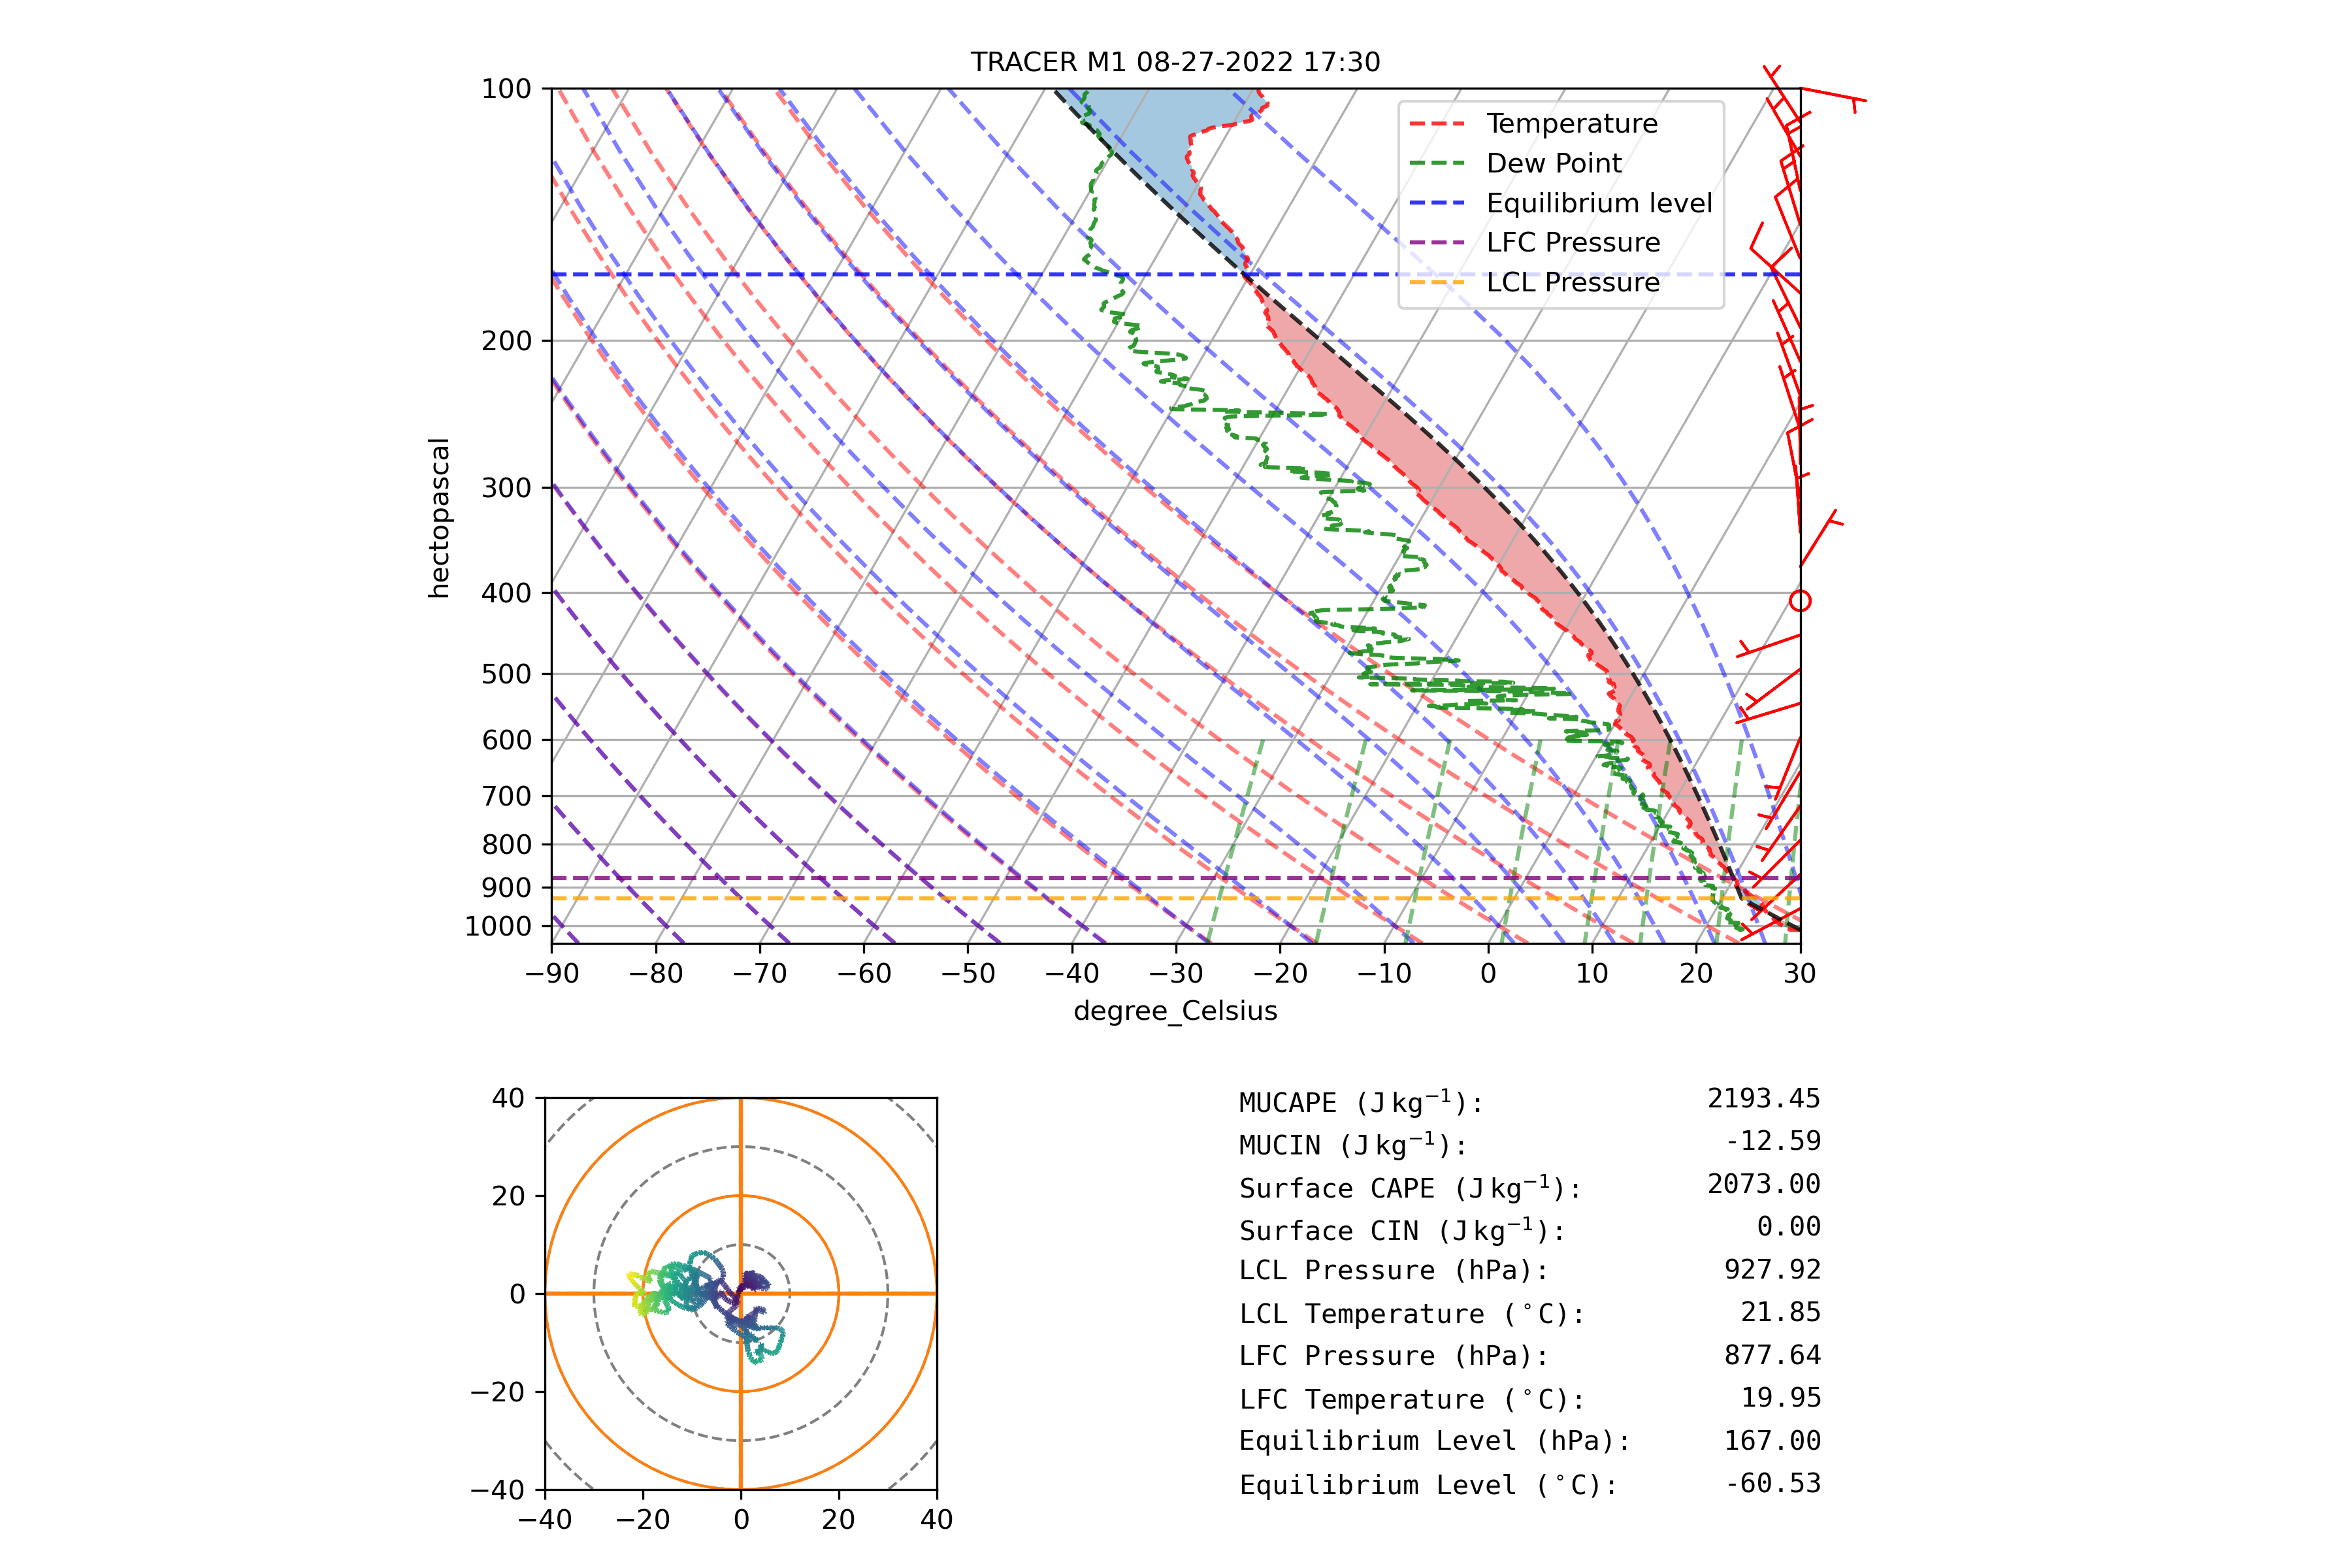 TRACER M1 08-27-2022 17:30
100
200
300
400
500
600
700
800
900
1000
hectopascal
Temperature
Dew Point
Equilibrium level
LFC Pressure
LCL Pressure
−90 −80 −70 −60 −50 −40 −30 −20 −10 0 10 20 30
degree_Celsius
40
20
0
−20
−40
−40 −20 0 20 40
MUCAPE (J kg⁻¹): 2193.45
MUCIN (J kg⁻¹): -12.59
Surface CAPE (J kg⁻¹): 2073.00
Surface CIN (J kg⁻¹): 0.00
LCL Pressure (hPa): 927.92
LCL Temperature (°C): 21.85
LFC Pressure (hPa): 877.64
LFC Temperature (°C): 19.95
Equilibrium Level (hPa): 167.00
Equilibrium Level (°C): -60.53